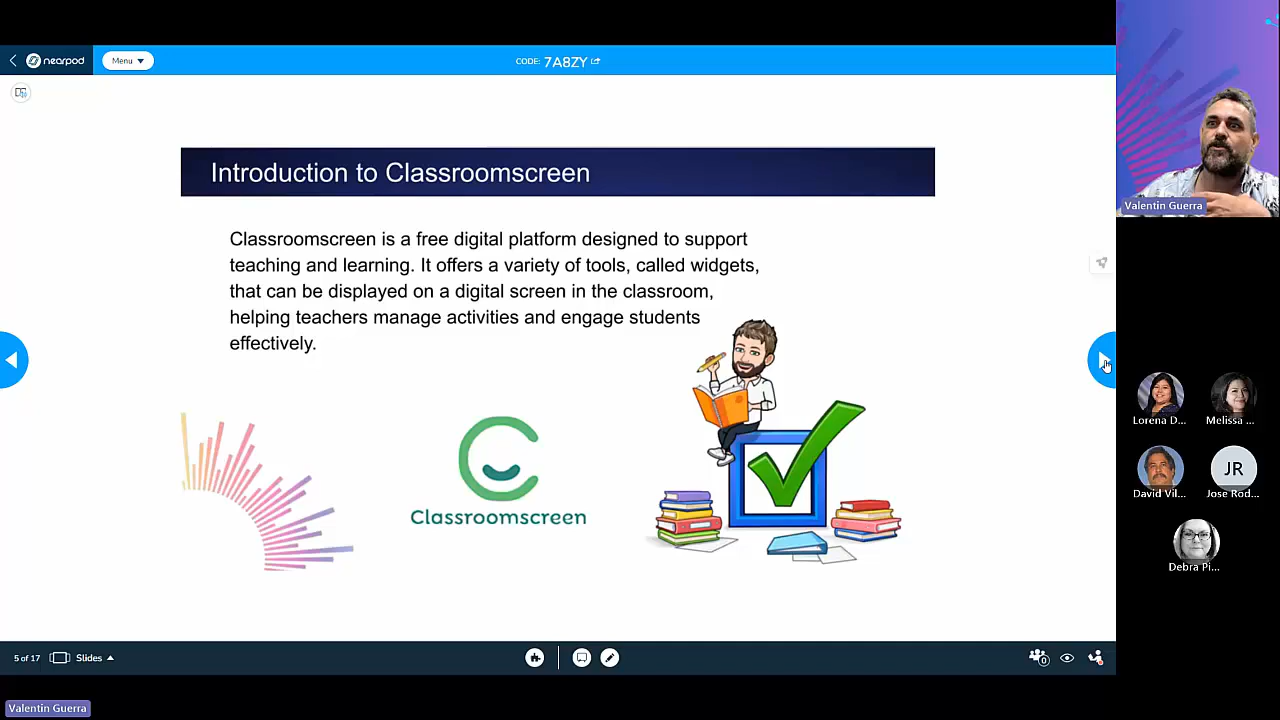 nearpod
Menu
CODE: 7A8ZY
Valentin Guerra
Introduction to Classroomscreen
Classroomscreen is a free digital platform designed to support
teaching and learning. It offers a variety of tools, called widgets,
that can be displayed on a digital screen in the classroom,
helping teachers manage activities and engage students
effectively.
Classroomscreen
Lorena D...
Melissa ...
David Vil...
JR
Jose Rod...
Debra Pi...
5 of 17
Slides
0
Valentin Guerra